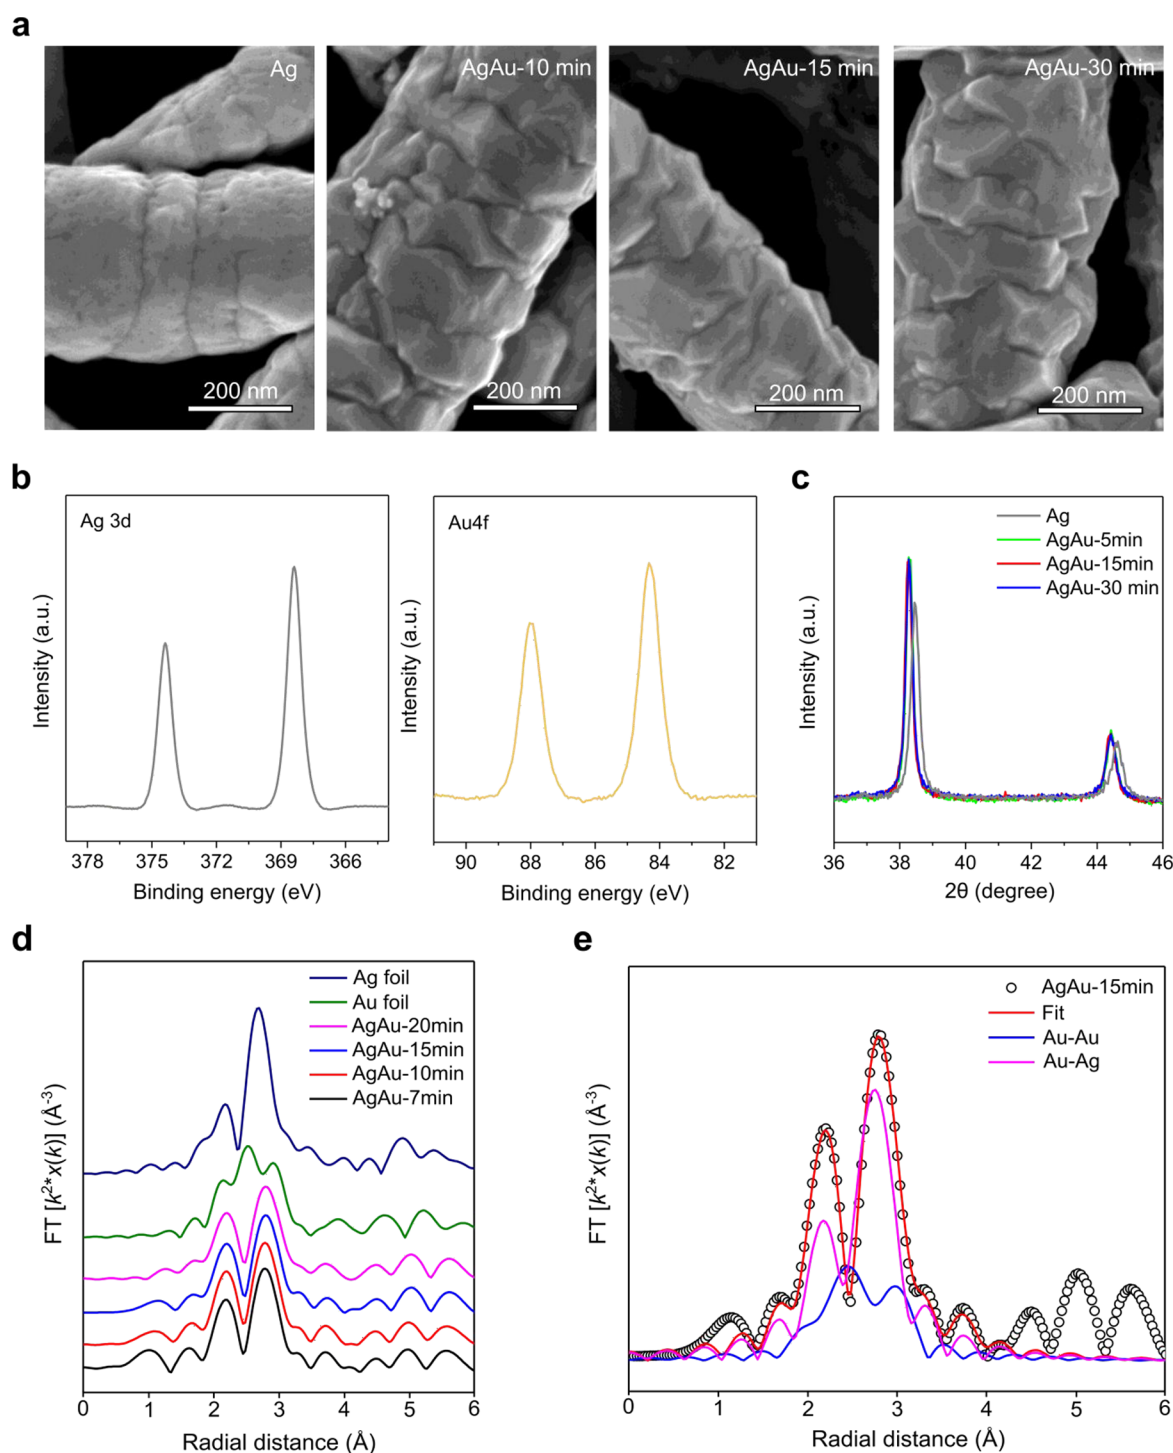 a
Ag
AgAu-10 min
AgAu-15 min
AgAu-30 min
200 nm
200 nm
200 nm
200 nm
b
Ag 3d
Intensity (a.u.)
378 375 372 369 366
Binding energy (eV)
Au4f
Intensity (a.u.)
90 88 86 84 82
Binding energy (eV)
c
Ag
AgAu-5min
AgAu-15min
AgAu-30 min
Intensity (a.u.)
36 38 40 42 44 46
2θ (degree)
d
Ag foil
Au foil
AgAu-20min
AgAu-15min
AgAu-10min
AgAu-7min
FT [k²*x(k)] (Å⁻³)
0 1 2 3 4 5 6
Radial distance (Å)
e
AgAu-15min
Fit
Au-Au
Au-Ag
FT [k²*x(k)] (Å⁻³)
0 1 2 3 4 5 6
Radial distance (Å)